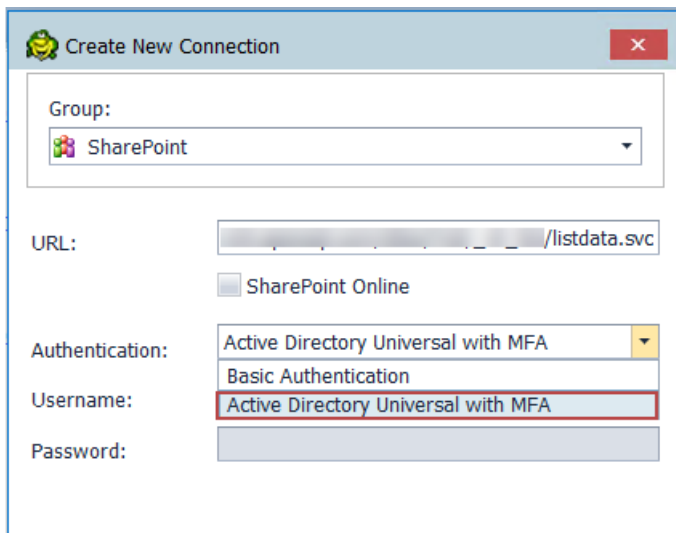 Create New Connection
Group:
SharePoint
URL:
/listdata.svc
SharePoint Online
Authentication:
Active Directory Universal with MFA
Basic Authentication
Username:
Active Directory Universal with MFA
Password: